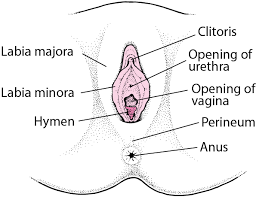 Clitoris
Labia majora
Opening of
urethra
Labia minora
Opening of
vagina
Hymen
Perineum
Anus